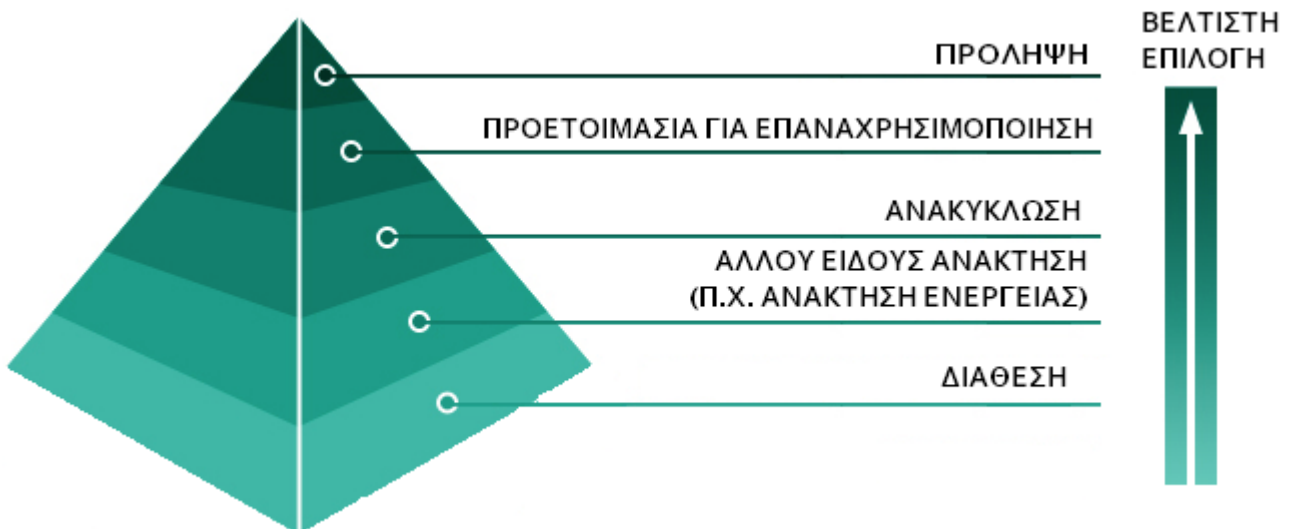 ΒΕΛΤΙΣΤΗ
ΕΠΙΛΟΓΗ
ΠΡΟΛΗΨΗ
ΠΡΟΕΤΟΙΜΑΣΙΑ ΓΙΑ ΕΠΑΝΑΧΡΗΣΙΜΟΠΟΙΗΣΗ
ΑΝΑΚΥΚΛΩΣΗ
ΑΛΛΟΥ ΕΙΔΟΥΣ ΑΝΑΚΤΗΣΗ
(Π.Χ. ΑΝΑΚΤΗΣΗ ΕΝΕΡΓΕΙΑΣ)
ΔΙΑΘΕΣΗ